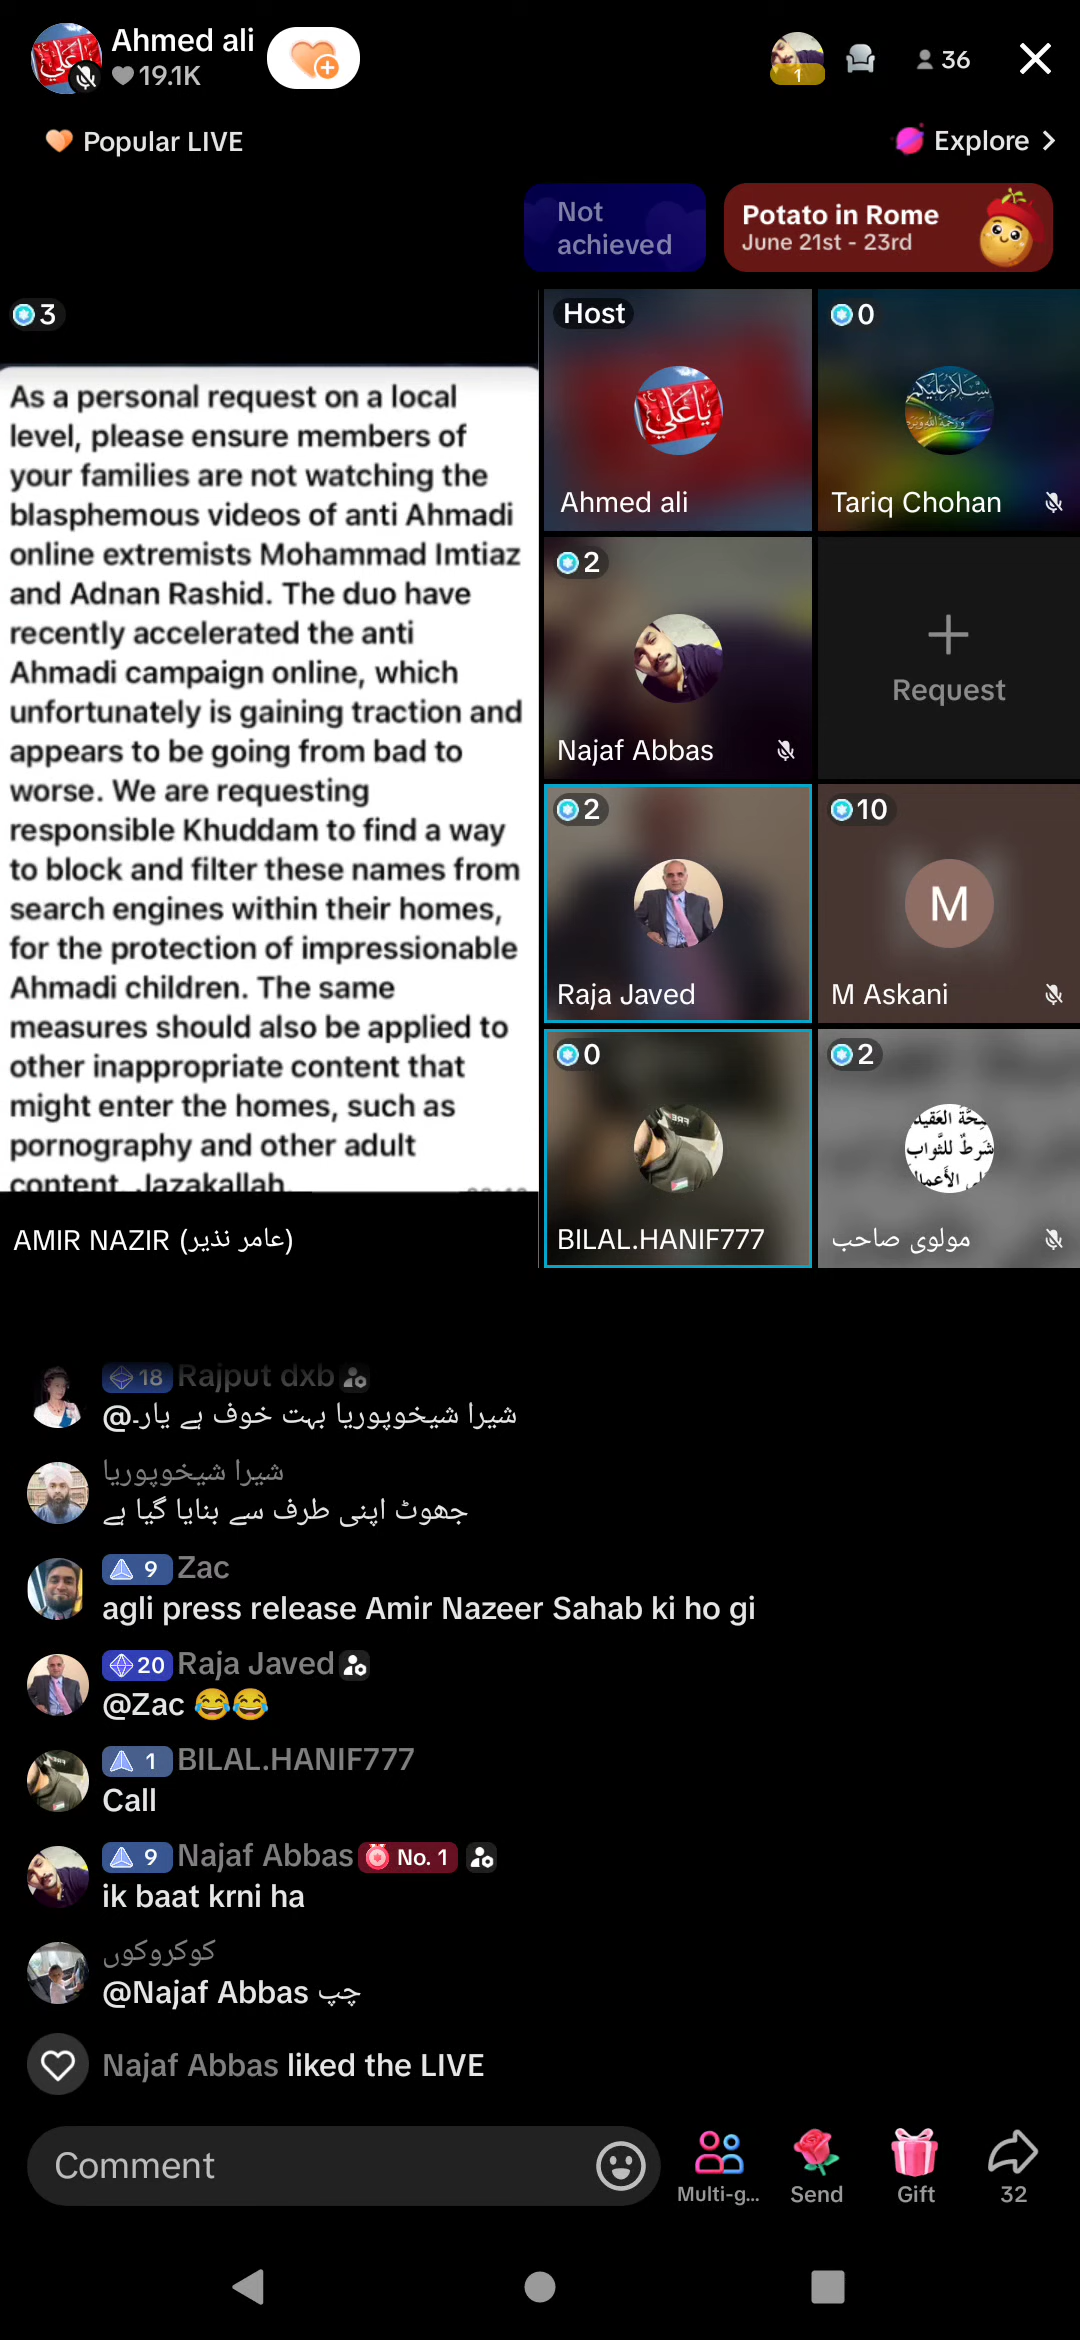 Ahmed ali
19.1K
1
36
Popular LIVE
Explore
Not
achieved
Potato in Rome
June 21st - 23rd
3
As a personal request on a local
level, please ensure members of
your families are not watching the
blasphemous videos of anti Ahmadi
online extremists Mohammad Imtiaz
and Adnan Rashid. The duo have
recently accelerated the anti
Ahmadi campaign online, which
unfortunately is gaining traction and
appears to be going from bad to
worse. We are requesting
responsible Khuddam to find a way
to block and filter these names from
search engines within their homes,
for the protection of impressionable
Ahmadi children. The same
measures should also be applied to
other inappropriate content that
might enter the homes, such as
pornography and other adult
content. Jazakallah.
AMIR NAZIR (عامر نذیر)
Host
ياعلي
Ahmed ali
0
Tariq Chohan
2
Najaf Abbas
Request
2
Raja Javed
10
M
M Askani
0
BILAL.HANIF777
2
شَرطٌ للثَّواب
مولوی صاحب
18 Rajput dxb
@شیرا شیخوپوریا بہت خوف ہے یار۔
شیرا شیخوپوریا
جھوٹ اپنی طرف سے بنایا گیا ہے
9 Zac
agli press release Amir Nazeer Sahab ki ho gi
20 Raja Javed
@Zac 😂😂
1 BILAL.HANIF777
Call
9 Najaf Abbas No. 1
ik baat krni ha
کوکروکوں
@Najaf Abbas چپ
Najaf Abbas liked the LIVE
Comment
Multi-g...
Send
Gift
32